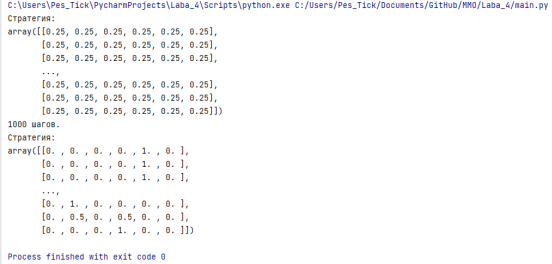 C:\Users\Pes_Tick\PycharmProjects\Laba_4\Scripts\python.exe C:/Users/Pes_Tick/Documents/GitHub/MMO/Laba_4/main.py
Стратегия:
array([[0.25, 0.25, 0.25, 0.25, 0.25, 0.25],
[0.25, 0.25, 0.25, 0.25, 0.25, 0.25],
[0.25, 0.25, 0.25, 0.25, 0.25, 0.25],
...,
[0.25, 0.25, 0.25, 0.25, 0.25, 0.25],
[0.25, 0.25, 0.25, 0.25, 0.25, 0.25],
[0.25, 0.25, 0.25, 0.25, 0.25, 0.25]])
1000 шагов.
Стратегия:
array([[0. , 0. , 0. , 0. , 1. , 0. ],
[0. , 0. , 0. , 0. , 1. , 0. ],
[0. , 0. , 0. , 0. , 1. , 0. ],
...,
[0. , 1. , 0. , 0. , 0. , 0. ],
[0. , 0.5, 0. , 0.5, 0. , 0. ],
[0. , 0. , 0. , 1. , 0. , 0. ]])
Process finished with exit code 0